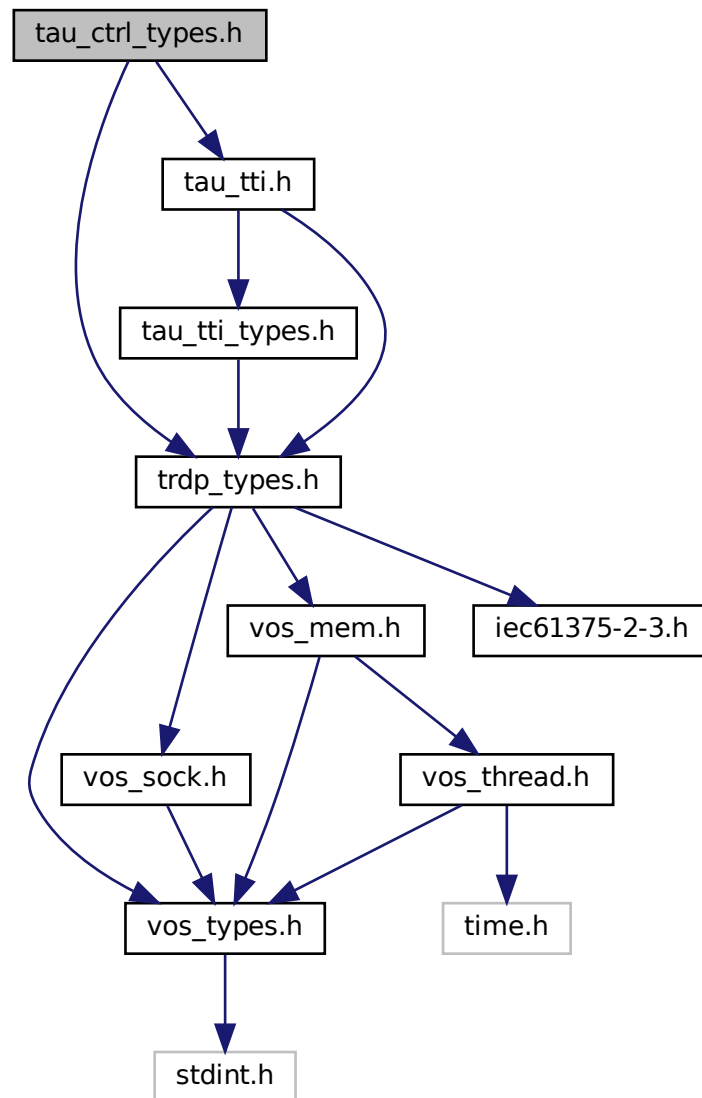 tau_ctrl_types.h
tau_tti.h
tau_tti_types.h
trdp_types.h
vos_mem.h
iec61375-2-3.h
vos_sock.h
vos_thread.h
vos_types.h
time.h
stdint.h